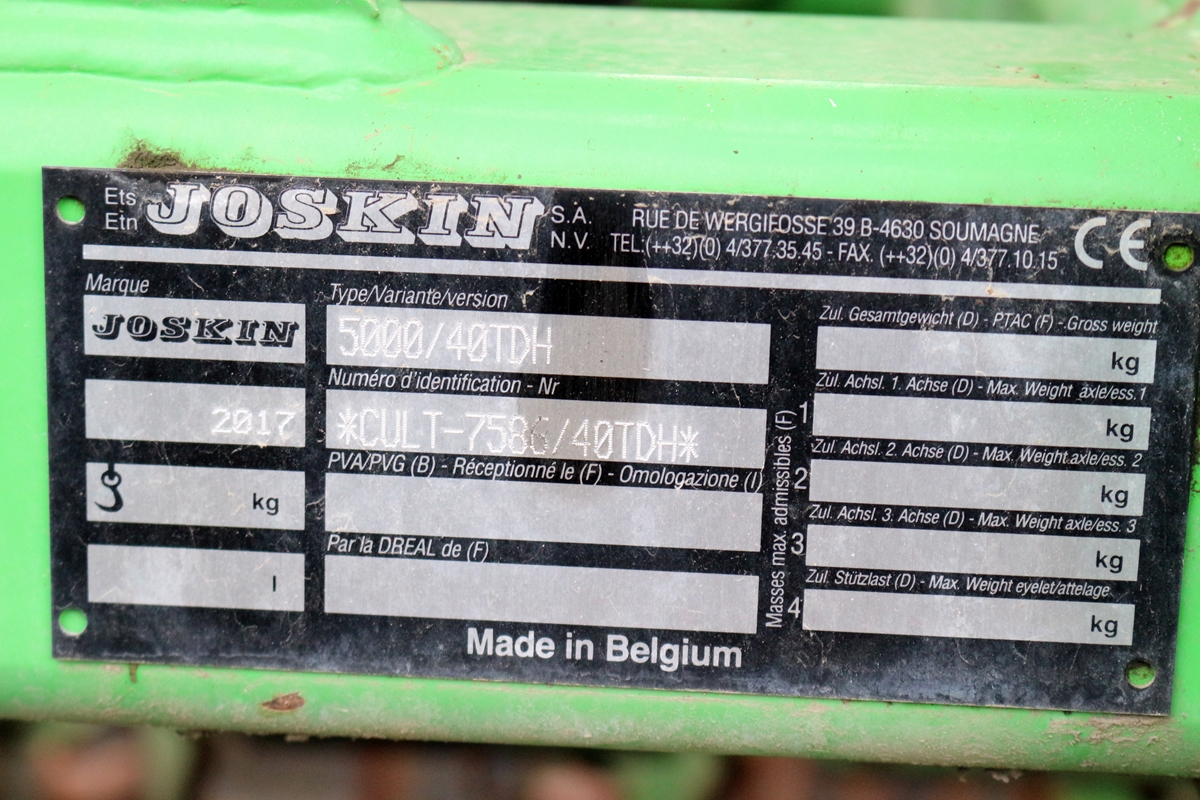 Ets
Etn
JOSKIN
S.A.
N.V.
RUE DE WERGIFOSSE 39 B-4630 SOUMAGNE
TEL.:(++32)(0) 4/377.35.45 - FAX. (++32)(0) 4/377.10.15
CE
Marque
JOSKIN
2017
kg
l
Type/Variante/version
5000/40TDH
Numéro d'identification - Nr
*CULT-7586/40TDH*
PVA/PVG (B) - Réceptionné le (F) - Omologazione (I)
Par la DREAL de (F)
Masses max. admissibles (F)
Zul. Gesamtgewicht (D) - PTAC (F) - Gross weight
kg
Zul. Achsl. 1. Achse (D) - Max. Weight axle/ess. 1
1 kg
Zul. Achsl. 2. Achse (D) - Max. Weight axle/ess. 2
2 kg
Zul. Achsl. 3. Achse (D) - Max. Weight axle/ess. 3
3 kg
Zul. Stützlast (D) - Max. Weight eyelet/attelage
4 kg
Made in Belgium